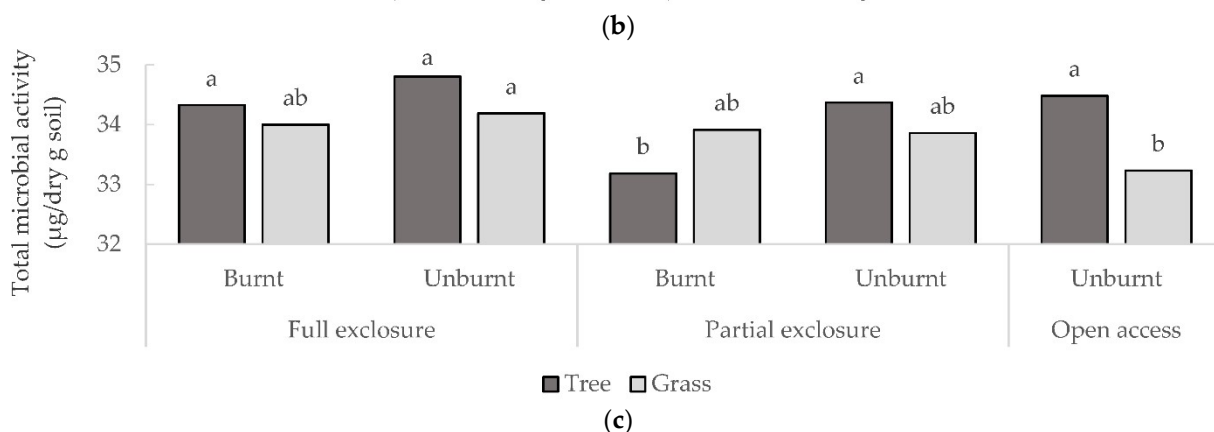 (b)
Total microbial activity
(µg/dry g soil)
35
34
33
32
a
ab
a
a
b
ab
a
ab
a
b
Burnt
Unburnt
Burnt
Unburnt
Unburnt
Full exclosure
Partial exclosure
Open access
Tree
Grass
(c)